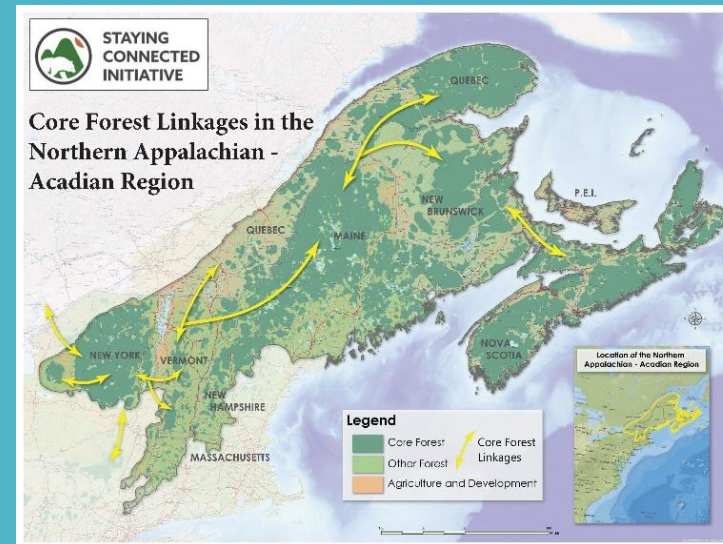 STAYING
CONNECTED
INITIATIVE
Core Forest Linkages in the
Northern Appalachian -
Acadian Region
QUEBEC
P.E.I.
NEW
BRUNSWICK
QUEBEC
MAINE
NEW YORK
VERMONT
NOVA
SCOTIA
NEW
HAMPSHIRE
MASSACHUSETTS
Location of the Northern
Appalachian - Acadian Region
Legend
Core Forest
Other Forest
Agriculture and Development
Core Forest
Linkages